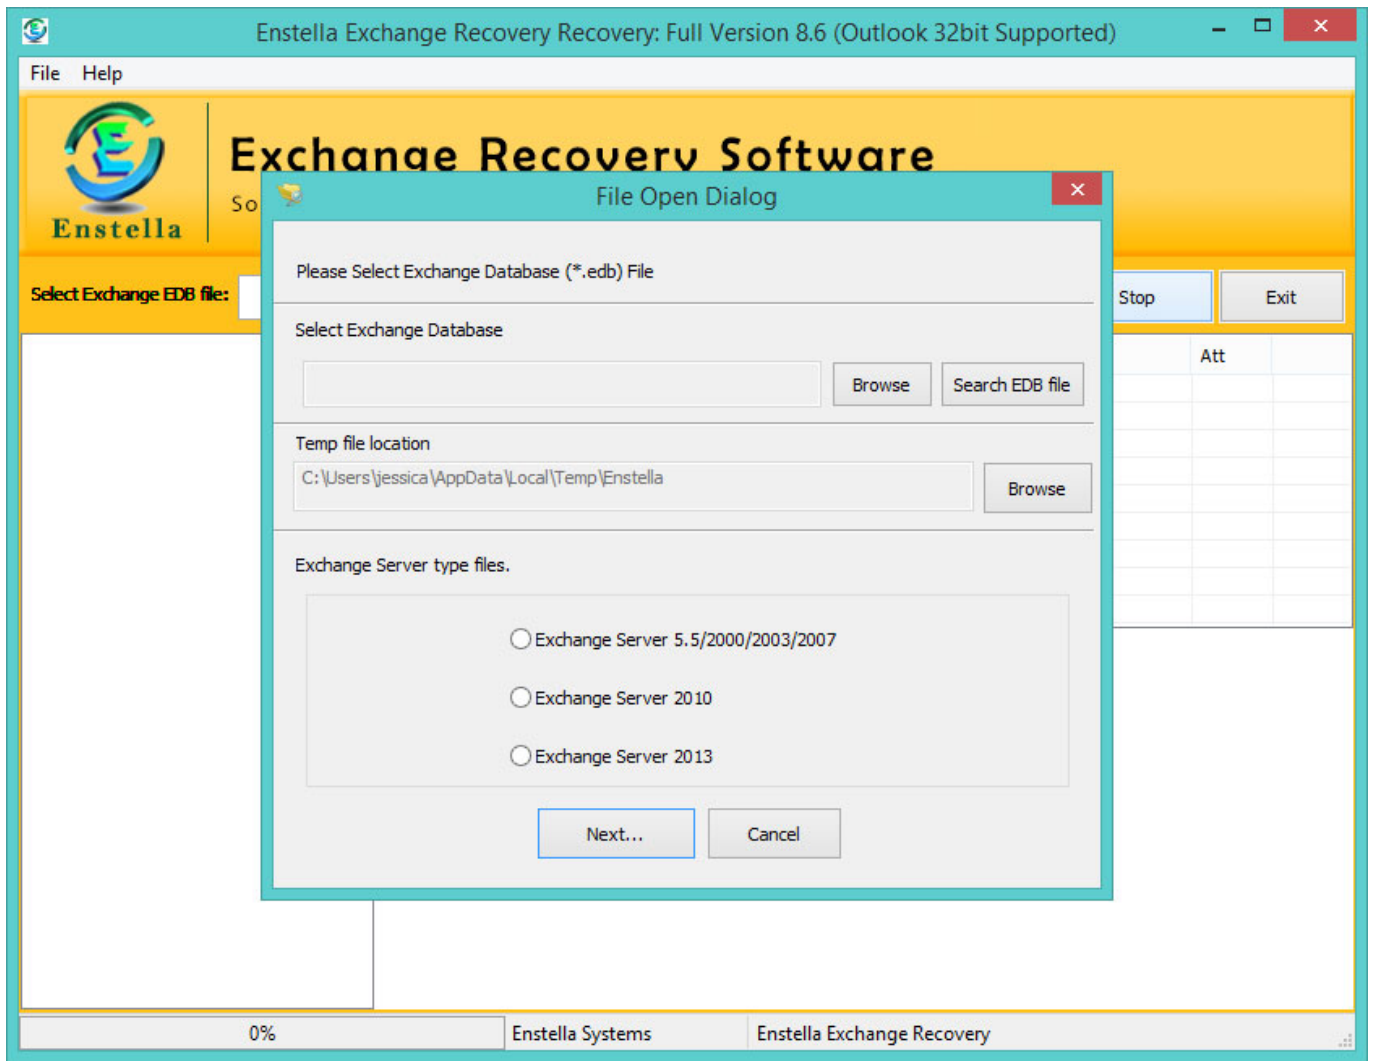 Enstella Exchange Recovery Recovery: Full Version 8.6 (Outlook 32bit Supported)
File Help
Exchange Recovery Software
So
Enstella
File Open Dialog
Please Select Exchange Database (*.edb) File
Select Exchange EDB file:
Stop
Exit
Select Exchange Database
Att
Browse
Search EDB file
Temp file location
C:\Users\jessica\AppData\Local\Temp\Enstella
Browse
Exchange Server type files.
Exchange Server 5.5/2000/2003/2007
Exchange Server 2010
Exchange Server 2013
Next...
Cancel
0%
Enstella Systems
Enstella Exchange Recovery